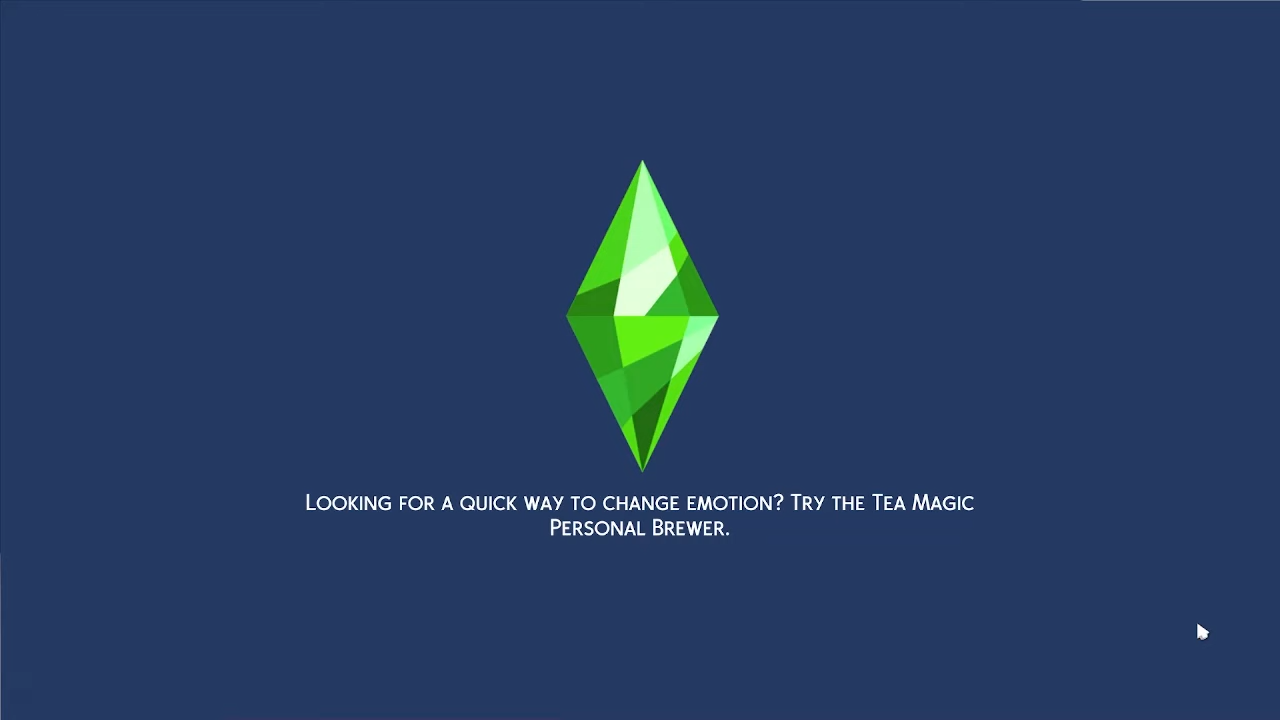 Looking for a quick way to change emotion? Try the Tea Magic
Personal Brewer.